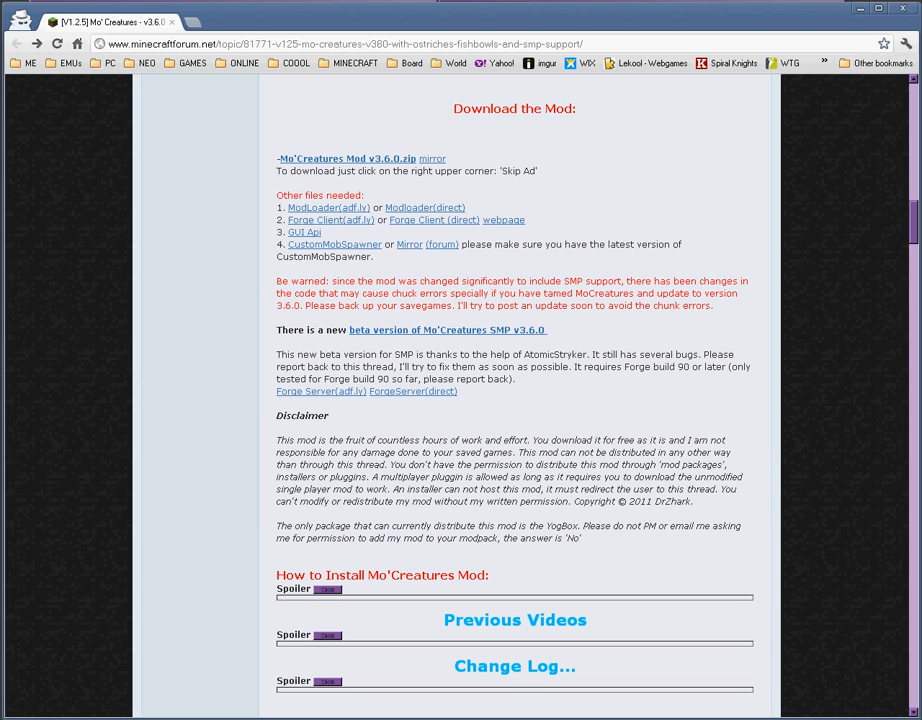 [V1.2.5] Mo' Creatures - v3.6.0
www.minecraftforum.net/topic/81771-v125-mo-creatures-v360-with-ostriches-fishbowls-and-smp-support/
ME EMUs PC NEO GAMES ONLINE COOOL MINECRAFT Board World Yahoo! imgur WIX Lekool - Webgames Spiral Knights WTG » Other bookmarks
Download the Mod:
-Mo'Creatures Mod v3.6.0.zip mirror
To download just click on the right upper corner: 'Skip Ad'
Other files needed:
1. ModLoader(adf.ly) or Modloader(direct)
2. Forge Client(adf.ly) or Forge Client (direct) webpage
3. GUI Api
4. CustomMobSpawner or Mirror (forum) please make sure you have the latest version of
CustomMobSpawner.
Be warned: since the mod was changed significantly to include SMP support, there has been changes in
the code that may cause chuck errors specially if you have tamed MoCreatures and update to version
3.6.0. Please back up your savegames. I'll try to post an update soon to avoid the chunk errors.
There is a new beta version of Mo'Creatures SMP v3.6.0
This new beta version for SMP is thanks to the help of AtomicStryker. It still has several bugs. Please
report back to this thread, I'll try to fix them as soon as possible. It requires Forge build 90 or later (only
tested for Forge build 90 so far, please report back).
Forge Server(adf.ly) ForgeServer(direct)
Disclaimer
This mod is the fruit of countless hours of work and effort. You download it for free as it is and I am not
responsible for any damage done to your saved games. This mod can not be distributed in any other way
than through this thread. You don't have the permission to distribute this mod through 'mod packages',
installers or plugins. A multiplayer pluggin is allowed as long as it requires you to download the unmodified
single player mod to work. An installer can not host this mod, it must redirect the user to this thread. You
can't modify or redistribute my mod without my written permission. Copyright © 2011 DrZhark.
The only package that can currently distribute this mod is the YogBox. Please do not PM or email me asking
me for permission to add my mod to your modpack, the answer is 'No'
How to Install Mo'Creatures Mod:
Spoiler
Previous Videos
Spoiler
Change Log...
Spoiler